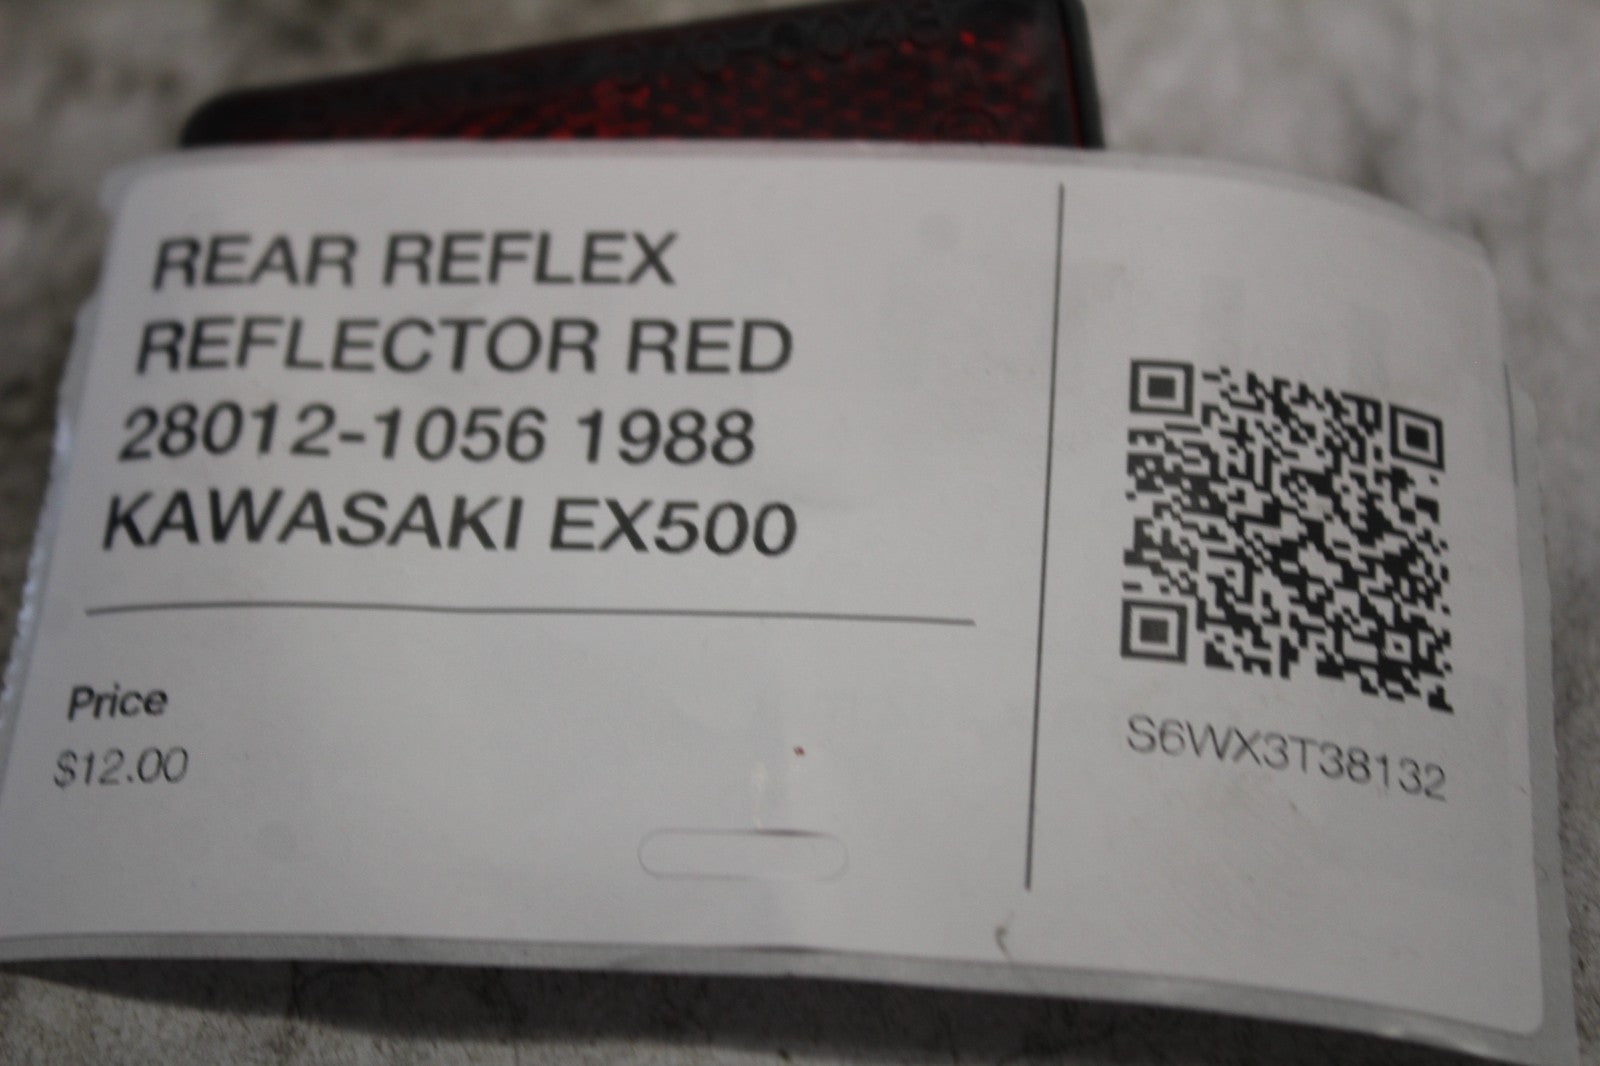 REAR REFLEX
REFLECTOR RED
28012-1056 1988
KAWASAKI EX500
Price
$12.00
S6WX3T38132